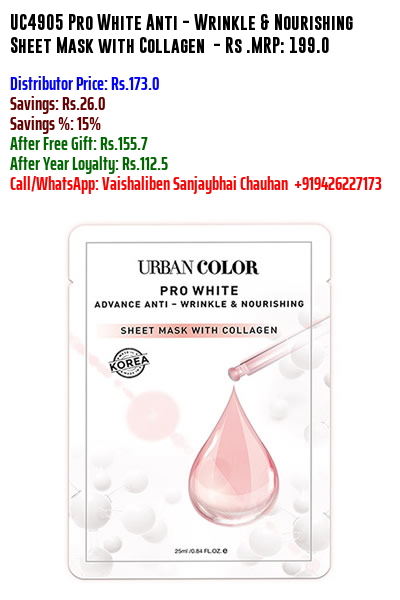 UC4905 Pro White Anti - Wrinkle & Nourishing
Sheet Mask with Collagen - Rs .MRP: 199.0
Distributor Price: Rs.173.0
Savings: Rs.26.0
Savings %: 15%
After Free Gift: Rs.155.7
After Year Loyalty: Rs.112.5
Call/WhatsApp: Vaishaliben Sanjaybhai Chauhan +919426227173
URBAN COLOR
PRO WHITE
ADVANCE ANTI - WRINKLE & NOURISHING
SHEET MASK WITH COLLAGEN
MADE IN
KOREA
25ml /0.84 FL.OZ. e